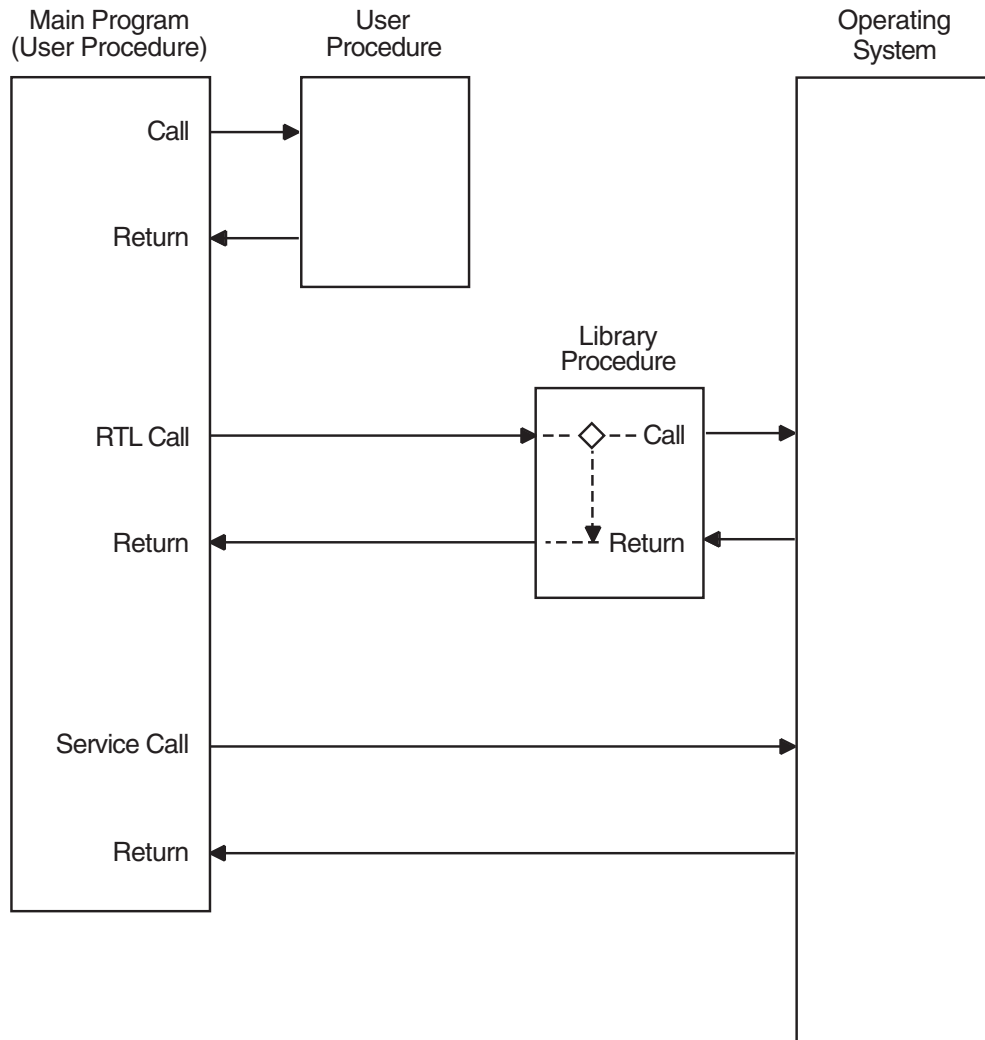 Main Program
(User Procedure)
User
Procedure
Operating
System
Call
Return
Library
Procedure
RTL Call
Call
Return
Return
Service Call
Return